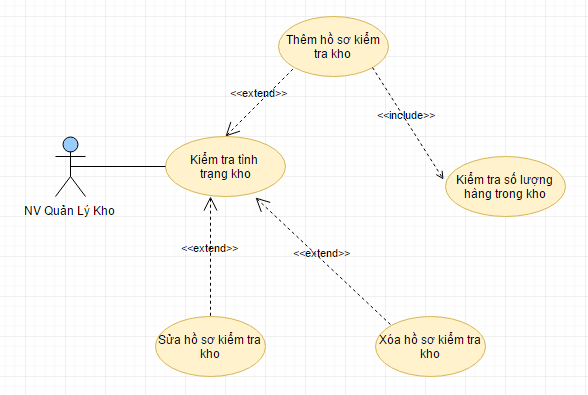 Thêm hồ sơ kiểm
tra kho
<<extend>>
<<include>>
Kiểm tra tình
trạng kho
Kiểm tra số lượng
hàng trong kho
NV Quản Lý Kho
<<extend>>
<<extend>>
Sửa hồ sơ kiểm tra
kho
Xóa hồ sơ kiểm tra
kho